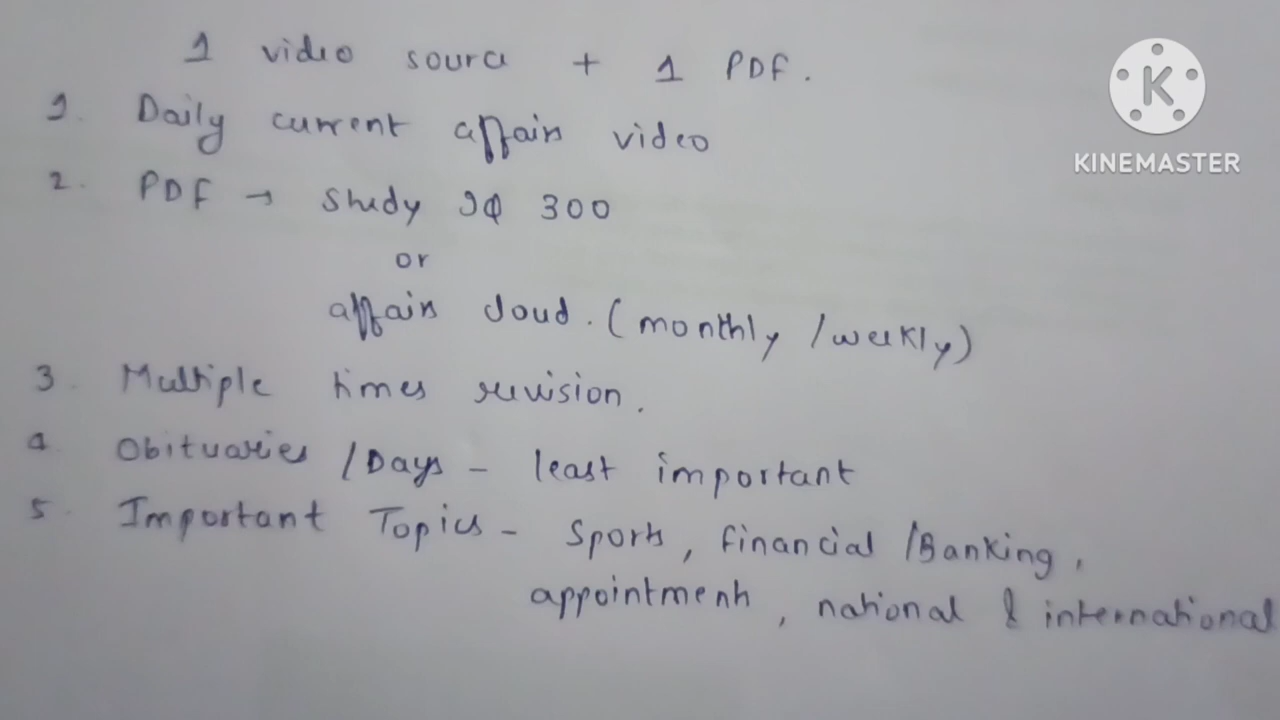 1 video source + 1 PDF.
1. Daily current affairs video
2. PDF → Study IQ 300
or
affairs cloud. (monthly / weekly)
3. Multiple times revision.
4. Obituaries / Days - least important
5. Important Topics - Sports, financial / Banking,
appointments, national & international
K
KINEMASTER